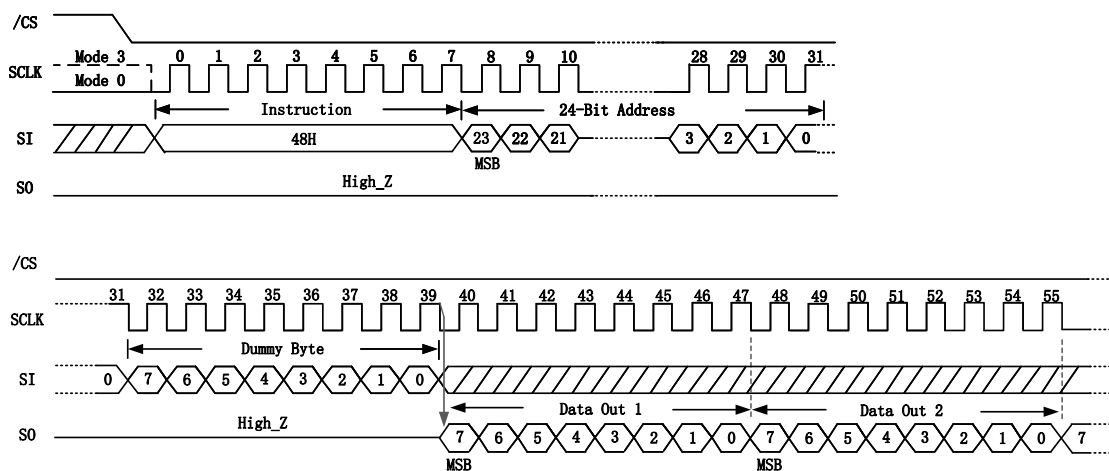 /CS
Mode 3 0 1 2 3 4 5 6 7 8 9 10 28 29 30 31
SCLK
Mode 0
Instruction 24-Bit Address
SI 48H 23 22 21 3 2 1 0
MSB
High_Z
SO
/CS
31 32 33 34 35 36 37 38 39 40 41 42 43 44 45 46 47 48 49 50 51 52 53 54 55
SCLK
Dummy Byte
SI 0 7 6 5 4 3 2 1 0
High_Z Data Out 1 Data Out 2
SO 7 6 5 4 3 2 1 0 7 6 5 4 3 2 1 0 7
MSB MSB